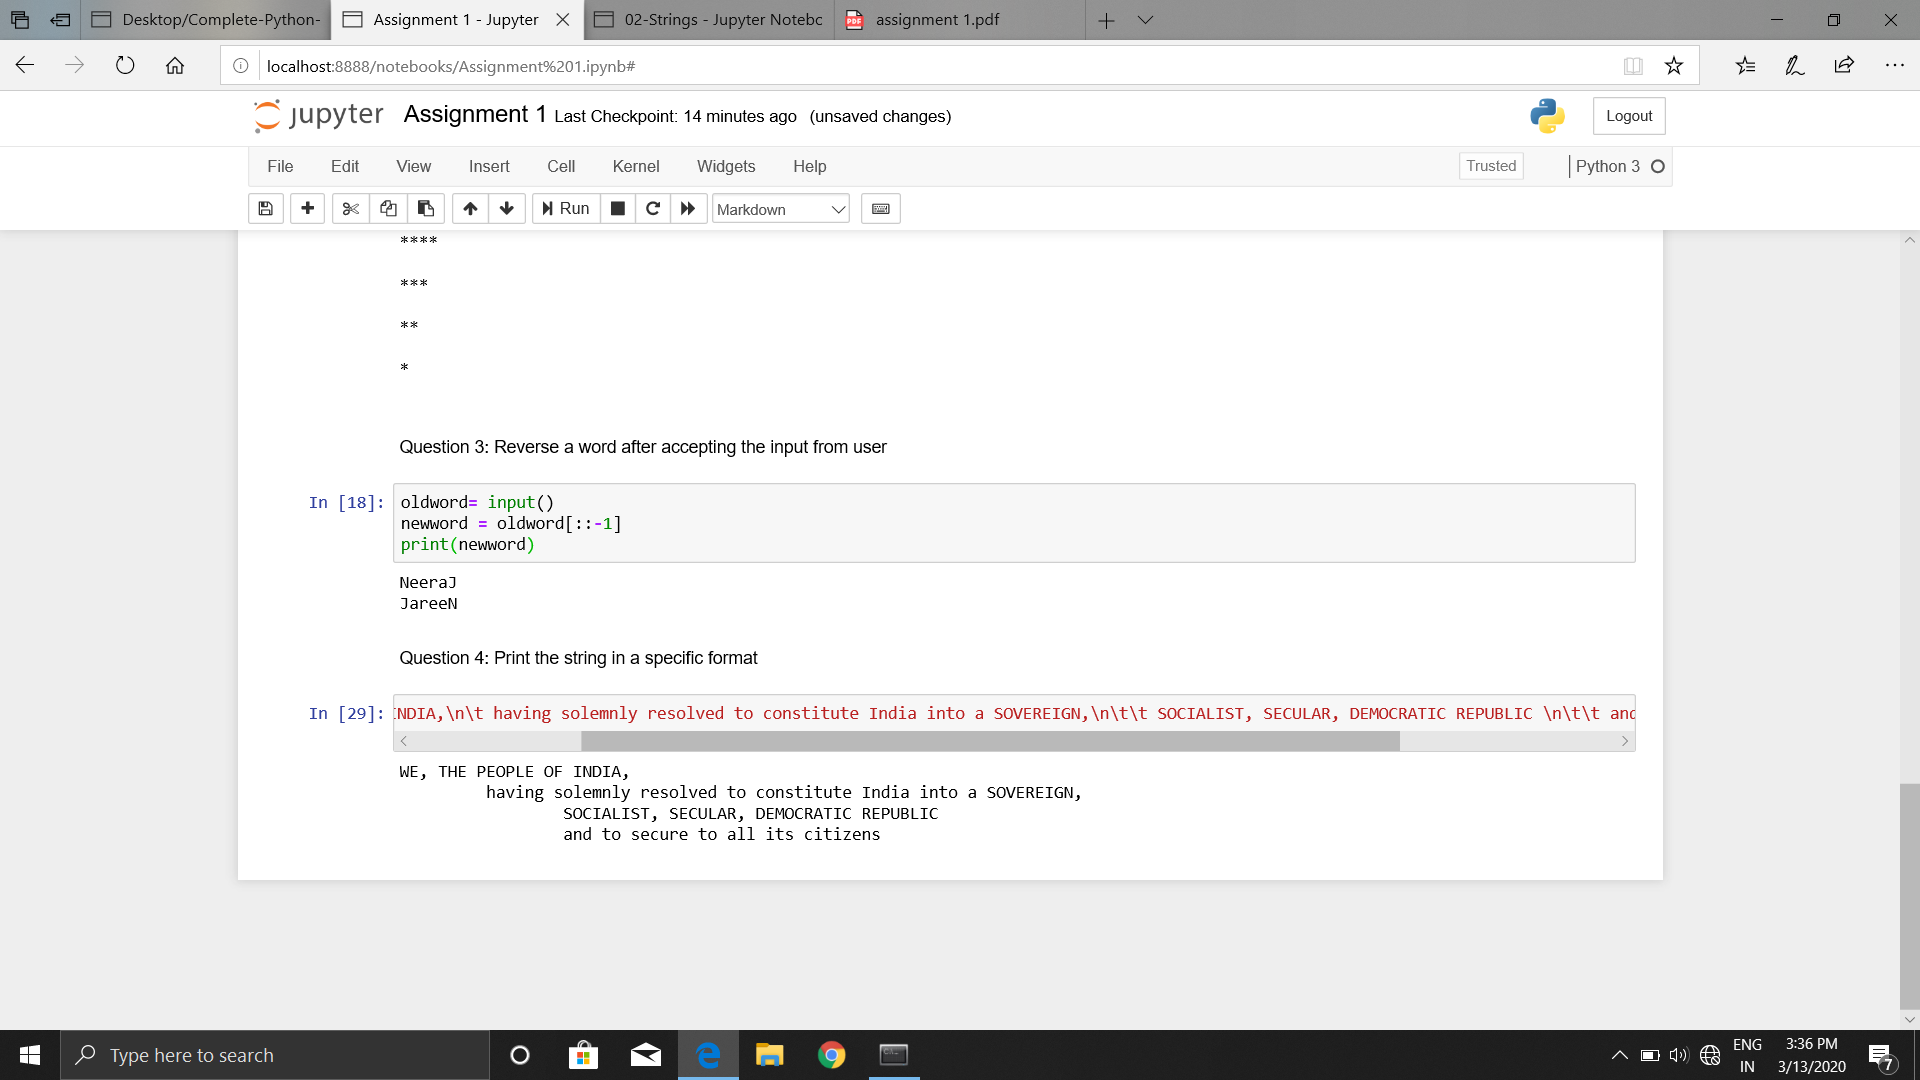 Desktop/Complete-Python-
Assignment 1 - Jupyter
02-Strings - Jupyter Notebc
PDF
assignment 1.pdf
localhost:8888/notebooks/Assignment%201.ipynb#
jupyter Assignment 1 Last Checkpoint: 14 minutes ago (unsaved changes)
Logout
File Edit View Insert Cell Kernel Widgets Help
Trusted
Python 3
Run
Markdown
****
***
**
*
Question 3: Reverse a word after accepting the input from user
In [18]:
oldword= input()
newword = oldword[::-1]
print(newword)
NeeraJ
JareeN
Question 4: Print the string in a specific format
In [29]:
INDIA,\n\t having solemnly resolved to constitute India into a SOVEREIGN,\n\t\t SOCIALIST, SECULAR, DEMOCRATIC REPUBLIC \n\t\t and
WE, THE PEOPLE OF INDIA,
having solemnly resolved to constitute India into a SOVEREIGN,
SOCIALIST, SECULAR, DEMOCRATIC REPUBLIC
and to secure to all its citizens
Type here to search
ENG
IN
3:36 PM
3/13/2020
7